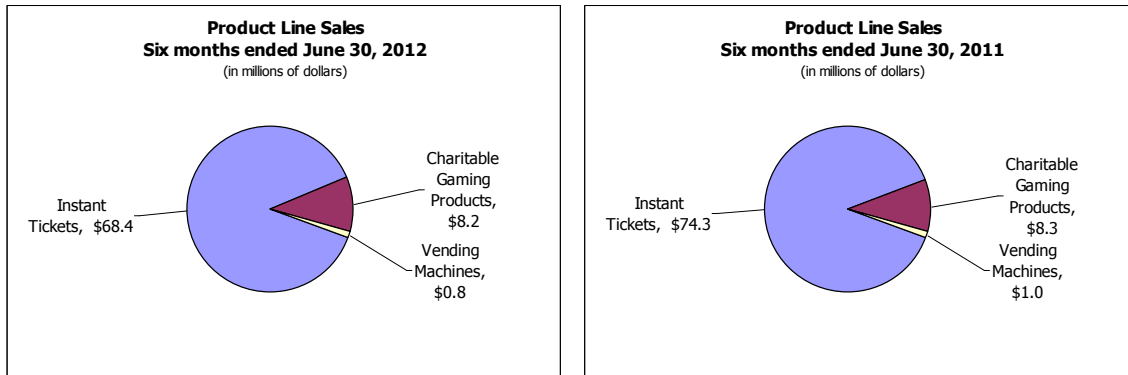 Product Line Sales
Six months ended June 30, 2012
(in millions of dollars)
Instant
Tickets, $68.4
Charitable
Gaming
Products,
$8.2
Vending
Machines,
$0.8
Product Line Sales
Six months ended June 30, 2011
(in millions of dollars)
Instant
Tickets, $74.3
Charitable
Gaming
Products,
$8.3
Vending
Machines,
$1.0